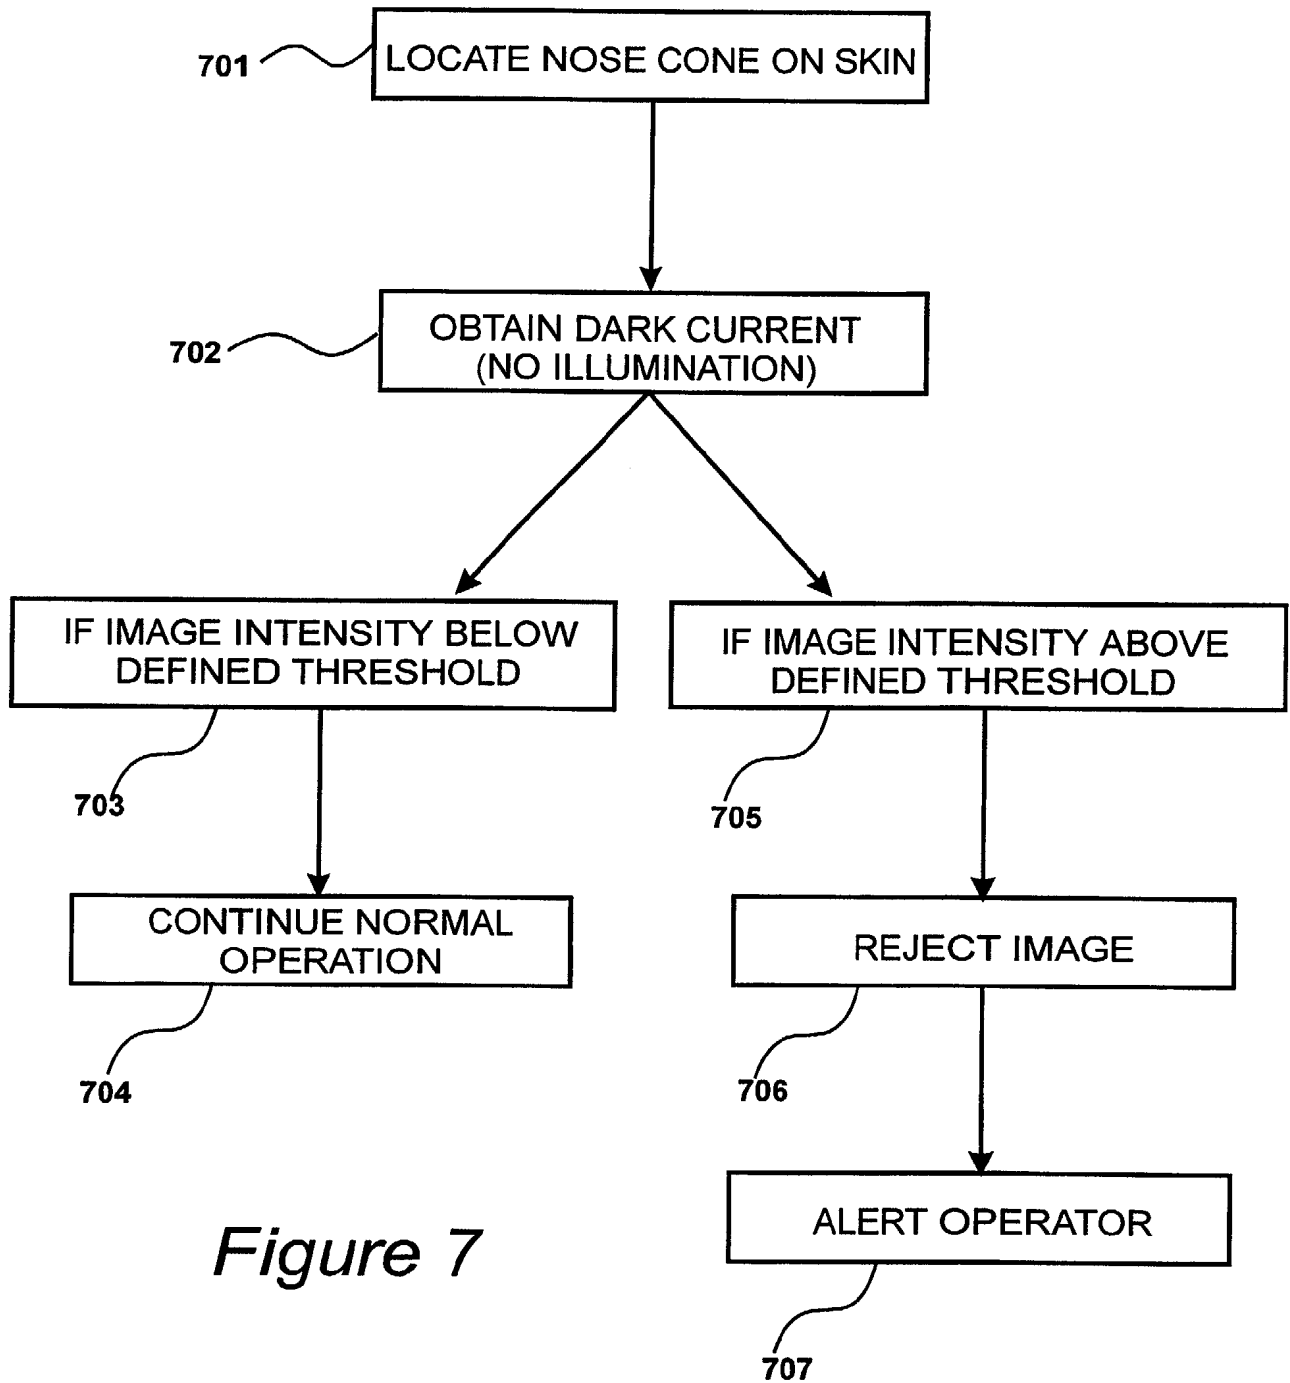 701
LOCATE NOSE CONE ON SKIN
702
OBTAIN DARK CURRENT
(NO ILLUMINATION)
IF IMAGE INTENSITY BELOW
DEFINED THRESHOLD
703
IF IMAGE INTENSITY ABOVE
DEFINED THRESHOLD
705
CONTINUE NORMAL
OPERATION
704
REJECT IMAGE
706
ALERT OPERATOR
707
Figure 7